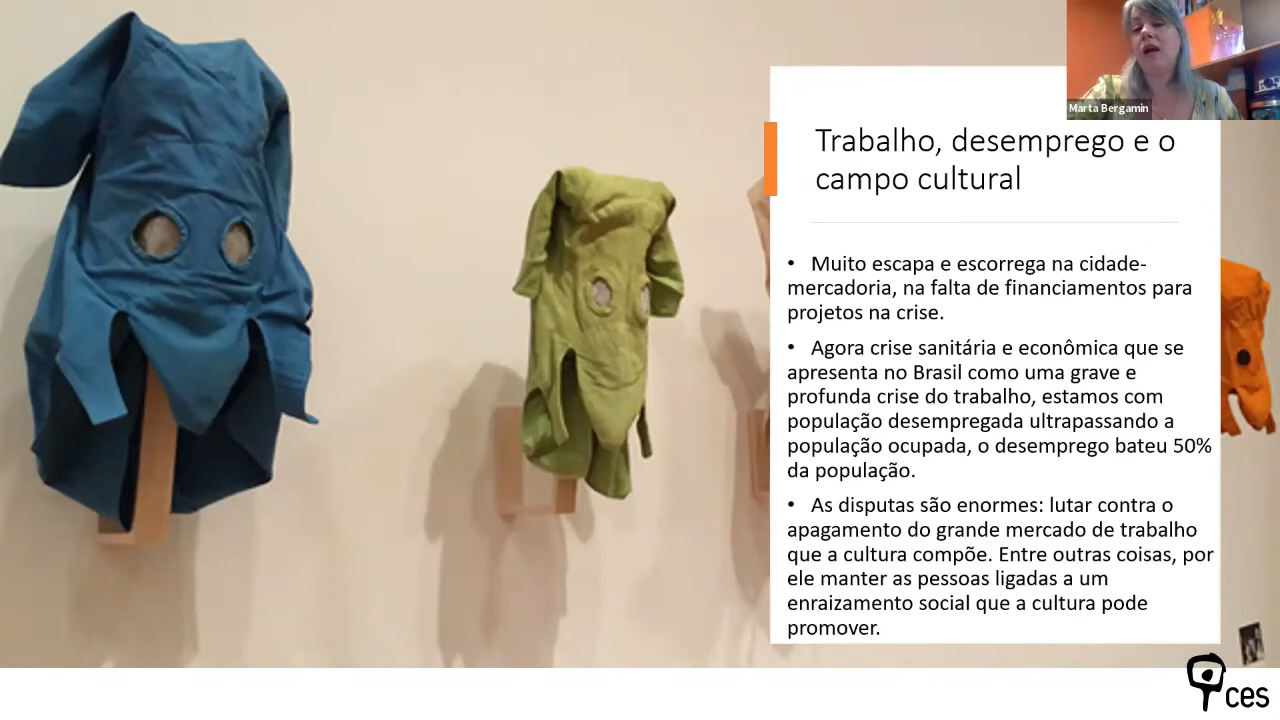 Marta Bergamin
Trabalho, desemprego e o
campo cultural
• Muito escapa e escorrega na cidade-
mercadoria, na falta de financiamentos para
projetos na crise.
• Agora crise sanitária e econômica que se
apresenta no Brasil como uma grave e
profunda crise do trabalho, estamos com
população desempregada ultrapassando a
população ocupada, o desemprego bateu 50%
da população.
• As disputas são enormes: lutar contra o
apagamento do grande mercado de trabalho
que a cultura compõe. Entre outras coisas, por
ele manter as pessoas ligadas a um
enraizamento social que a cultura pode
promover.
ces